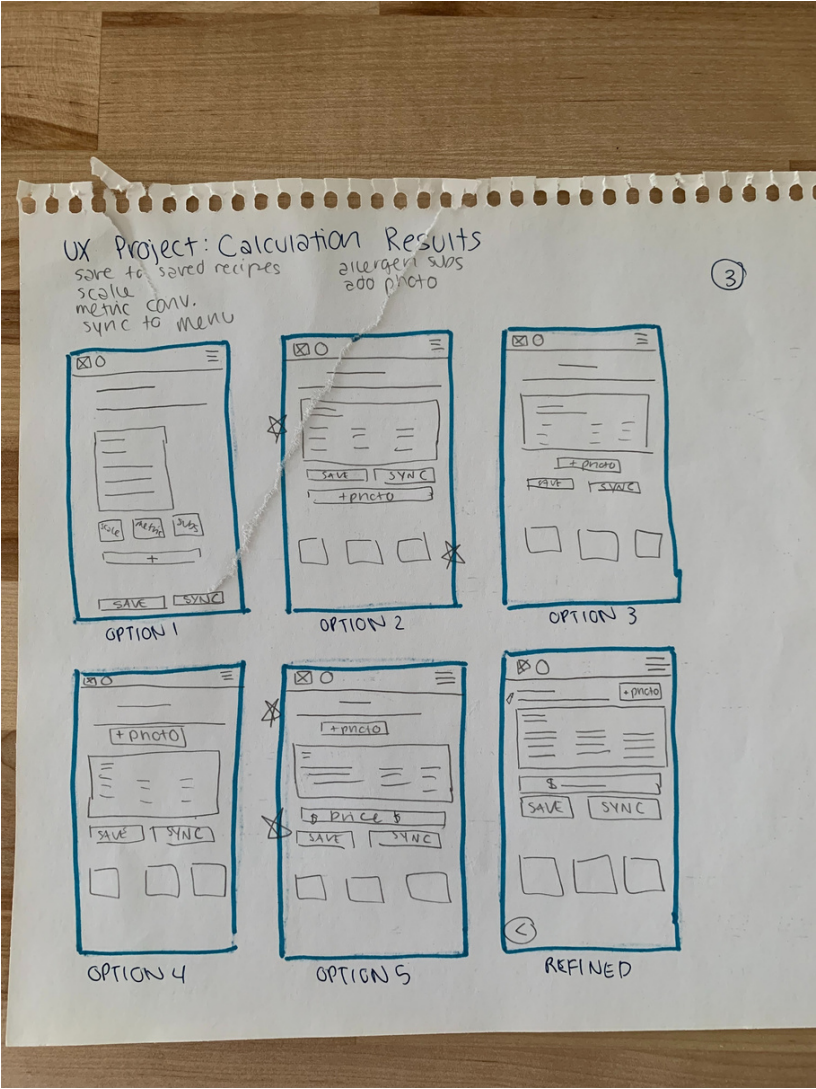 UX Project: Calculation Results
save to saved recipes
scale
metric conv.
sync to menu
allergen subs
add photo
3
scale metric subs
+
SAVE SYNC
OPTION 1
SAVE SYNC
+photo
OPTION 2
+ photo
SAVE SYNC
OPTION 3
+photo
SAVE SYNC
OPTION 4
+photo
$ price $
SAVE SYNC
OPTION 5
+photo
$
SAVE SYNC
<
REFINED